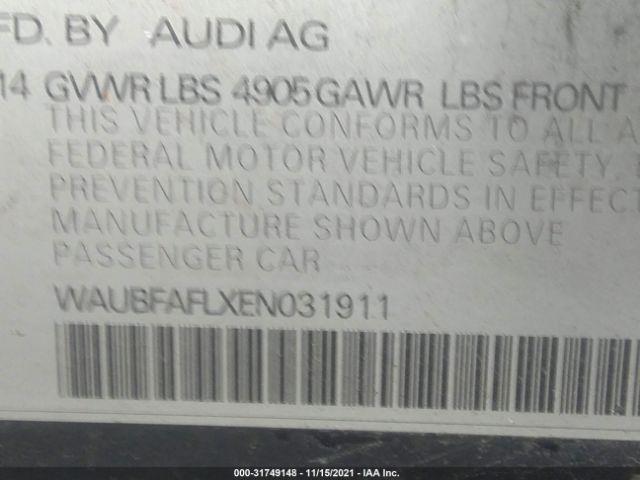 FD. BY AUDI AG
14 GVWR LBS 4905 GAWR LBS FRONT
THIS VEHICLE CONFORMS TO ALL A
FEDERAL MOTOR VEHICLE SAFETY,
PREVENTION STANDARDS IN EFFECT
MANUFACTURE SHOWN ABOVE
PASSENGER CAR
WAUBFAFLXEN031911
000-31749148 - 11/15/2021 - IAA Inc.